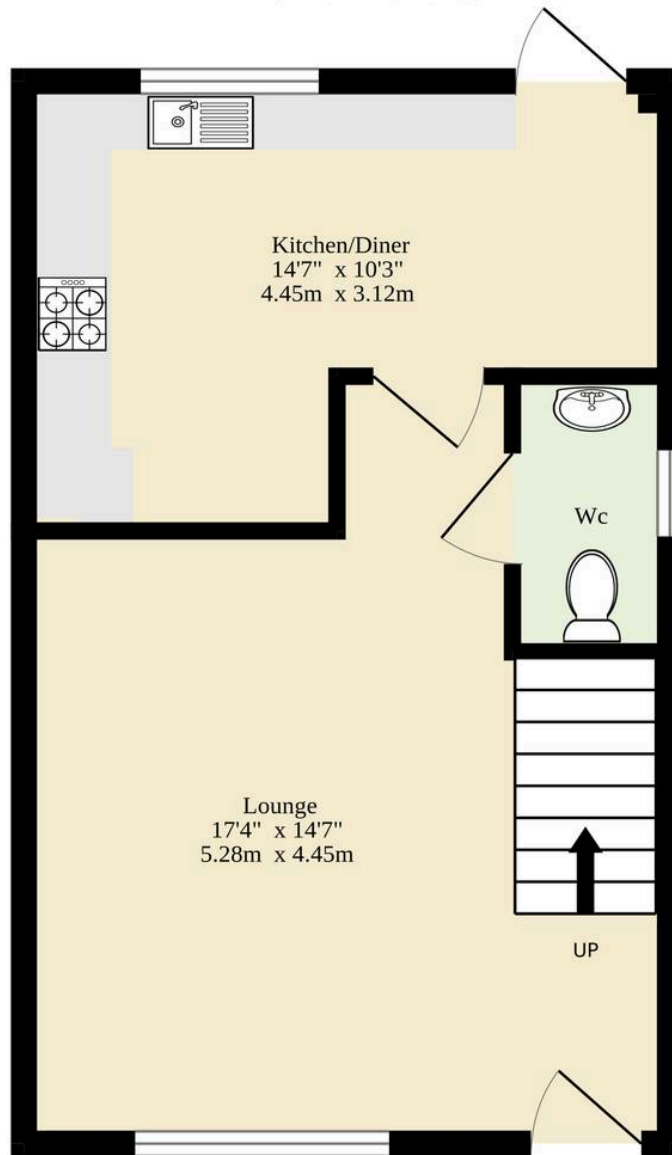 Kitchen/Diner
14'7" x 10'3"
4.45m x 3.12m
Wc
Lounge
17'4" x 14'7"
5.28m x 4.45m
UP